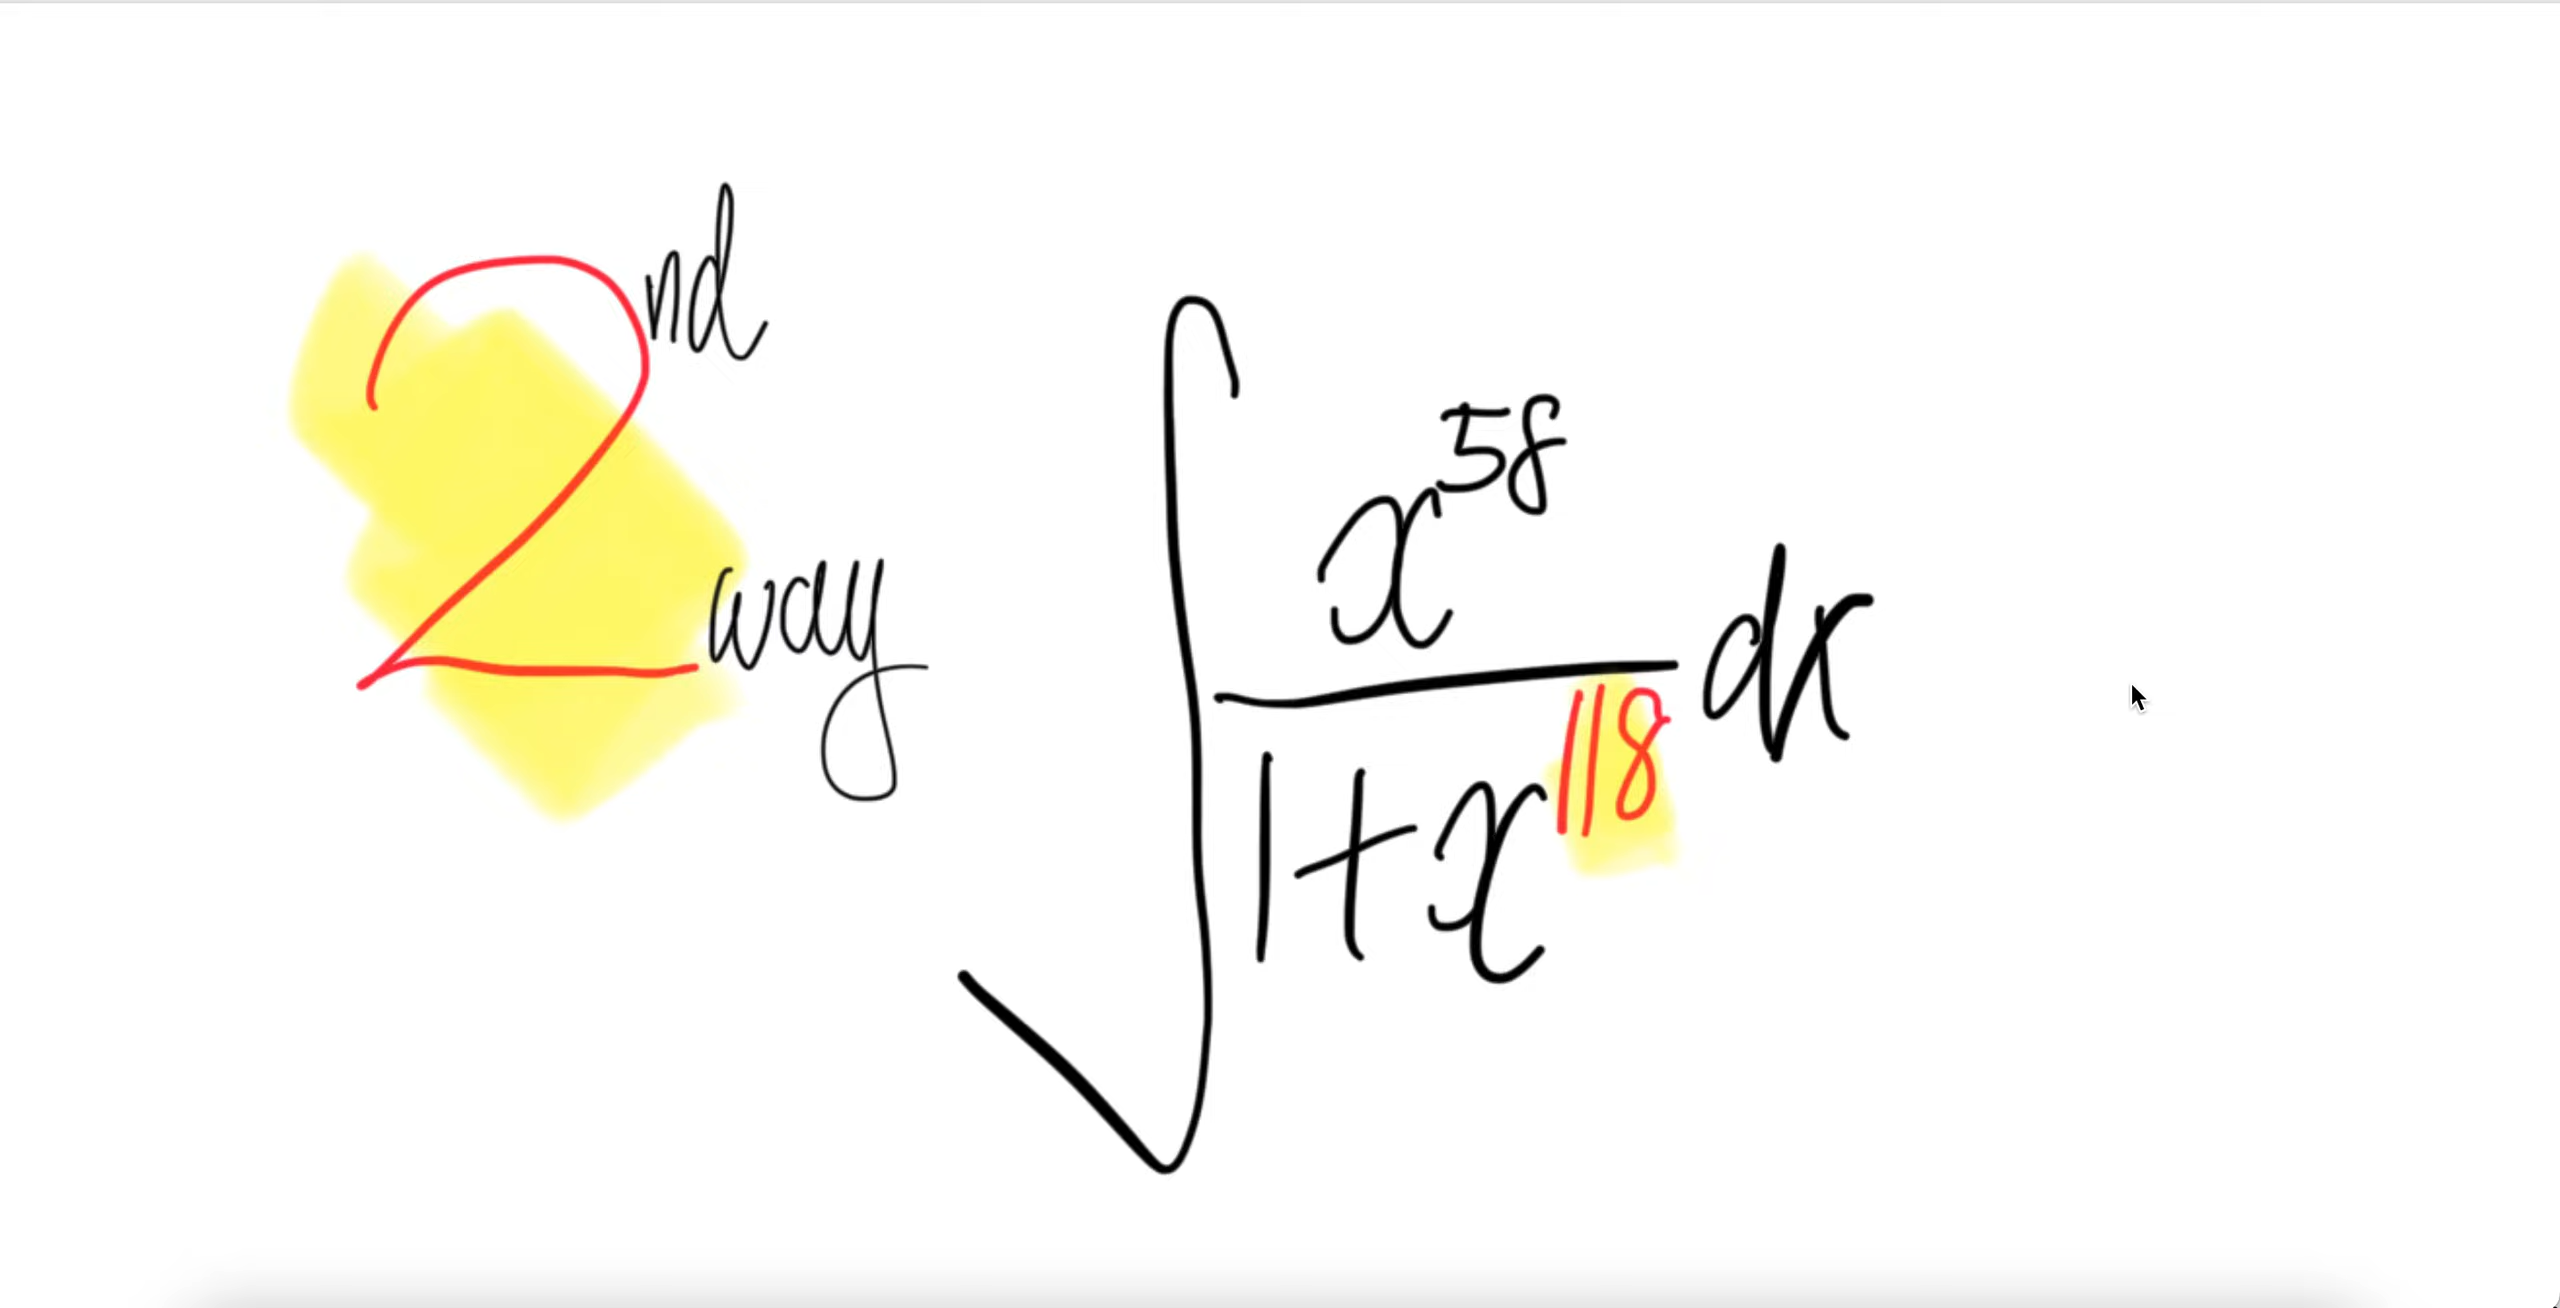 2nd way
∫ x^58 / (1+x^118) dx